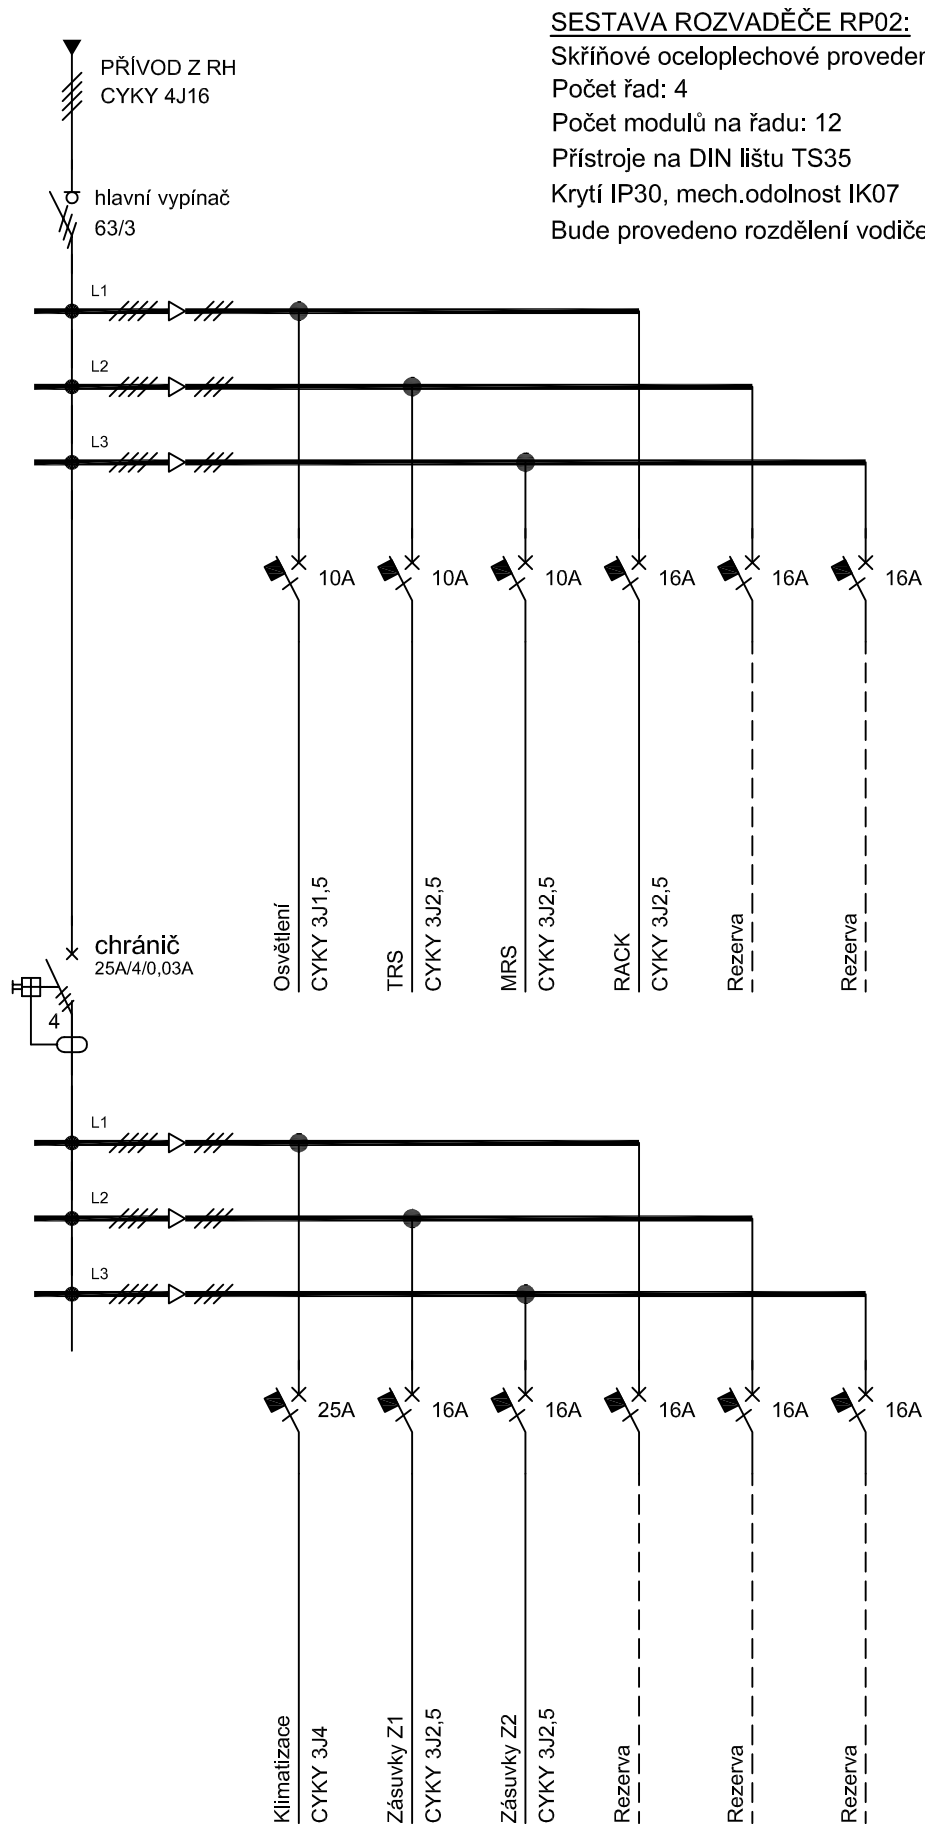 SESTAVA ROZVADĚČE RP02:
Skříňové oceloplechové proveden
Počet řad: 4
Počet modulů na řadu: 12
Přístroje na DIN lištu TS35
Krytí IP30, mech.odolnost IK07
Bude provedeno rozdělení vodiče
PŘÍVOD Z RH
CYKY 4J16
hlavní vypínač
63/3
L1
L2
L3
10A
10A
10A
16A
16A
16A
Osvětlení
CYKY 3J1,5
TRS
CYKY 3J2,5
MRS
CYKY 3J2,5
RACK
CYKY 3J2,5
Rezerva
Rezerva
chránič
25A/4/0,03A
4
L1
L2
L3
25A
16A
16A
16A
16A
16A
Klimatizace
CYKY 3J4
Zásuvky Z1
CYKY 3J2,5
Zásuvky Z2
CYKY 3J2,5
Rezerva
Rezerva
Rezerva